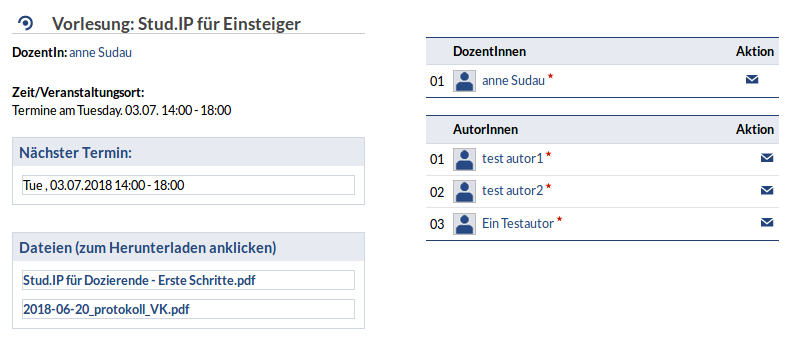 Vorlesung: Stud.IP für Einsteiger
DozentIn: anne Sudau
Zeit/Veranstaltungsort:
Termine am Tuesday. 03.07. 14:00 - 18:00
Nächster Termin:
Tue , 03.07.2018 14:00 - 18:00
Dateien (zum Herunterladen anklicken)
Stud.IP für Dozierende - Erste Schritte.pdf
2018-06-20_protokoll_VK.pdf
DozentInnen Aktion
01 anne Sudau *
AutorInnen Aktion
01 test autor1 *
02 test autor2 *
03 Ein Testautor *